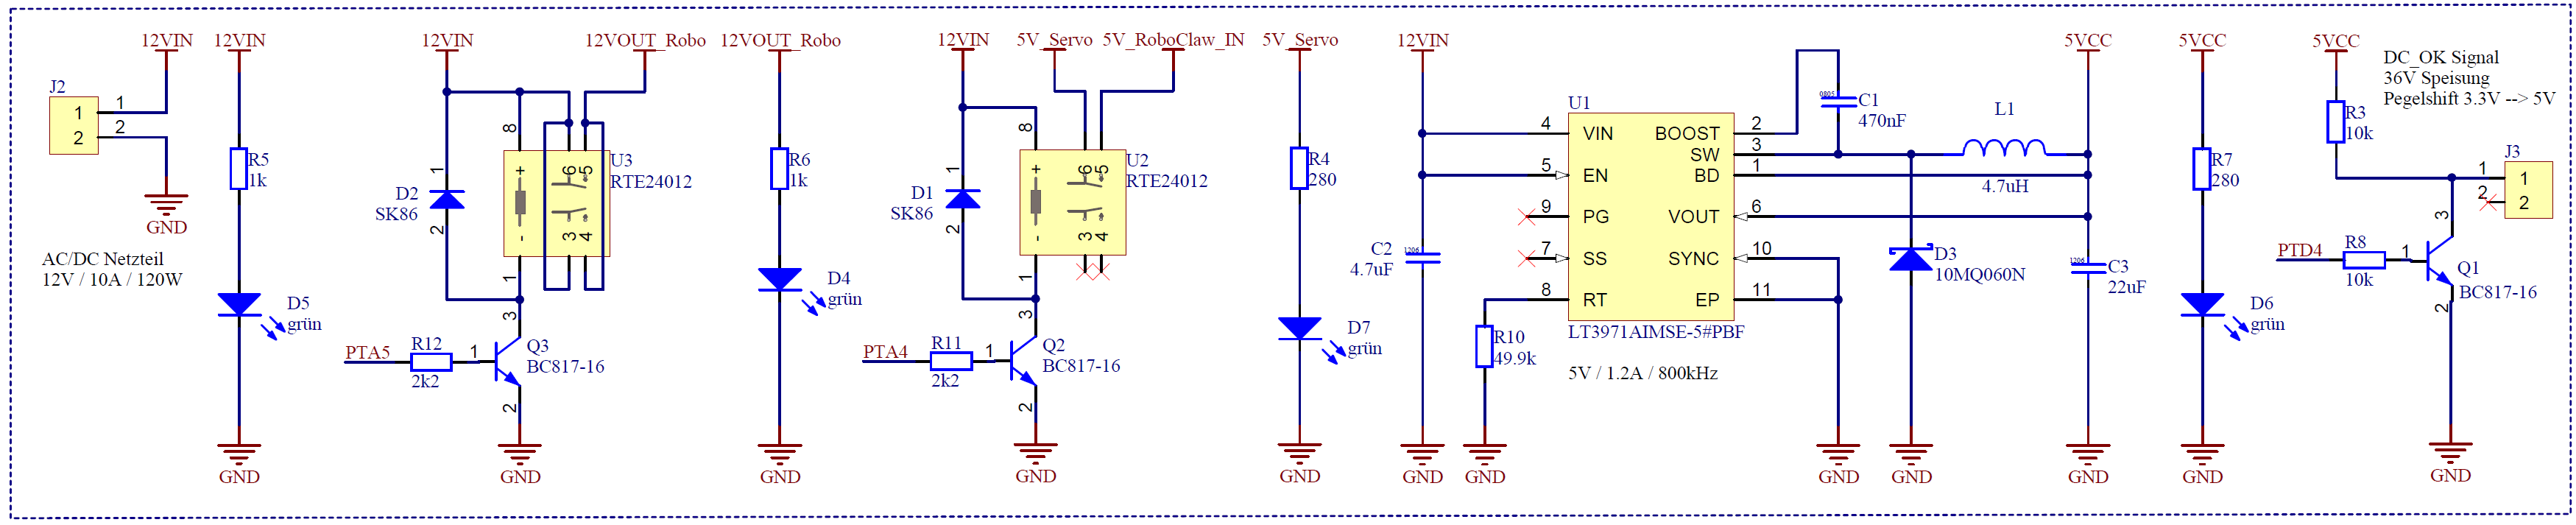 12VIN
J2
1
2
1
2
GND
AC/DC Netzteil
12V / 10A / 120W
12VIN
R5
1k
D5
grün
GND
12VIN
12VOUT_Robo
D2
SK86
1
2
8
+
-
1
6
5
3
4
U3
RTE24012
PTA5
R12
2k2
1
3
2
Q3
BC817-16
GND
12VOUT_Robo
R6
1k
D4
grün
GND
12VIN
5V_Servo
5V_RoboClaw_IN
D1
SK86
1
2
8
+
-
1
6
5
3
4
U2
RTE24012
PTA4
R11
2k2
1
3
2
Q2
BC817-16
GND
5V_Servo
R4
280
D7
grün
GND
12VIN
C2
1206
4.7uF
GND
U1
4
VIN
5
EN
9
PG
7
SS
8
RT
BOOST
2
SW
3
BD
1
VOUT
6
SYNC
10
EP
11
LT3971AIMSE-5#PBF
5V / 1.2A / 800kHz
R10
49.9k
GND
0805
C1
470nF
GND
L1
4.7uH
D3
10MQ060N
GND
5VCC
1206
C3
22uF
GND
5VCC
R7
280
D6
grün
GND
5VCC
R3
10k
DC_OK Signal
36V Speisung
Pegelshift 3.3V --> 5V
J3
1
2
1
2
PTD4
R8
10k
1
3
2
Q1
BC817-16
GND